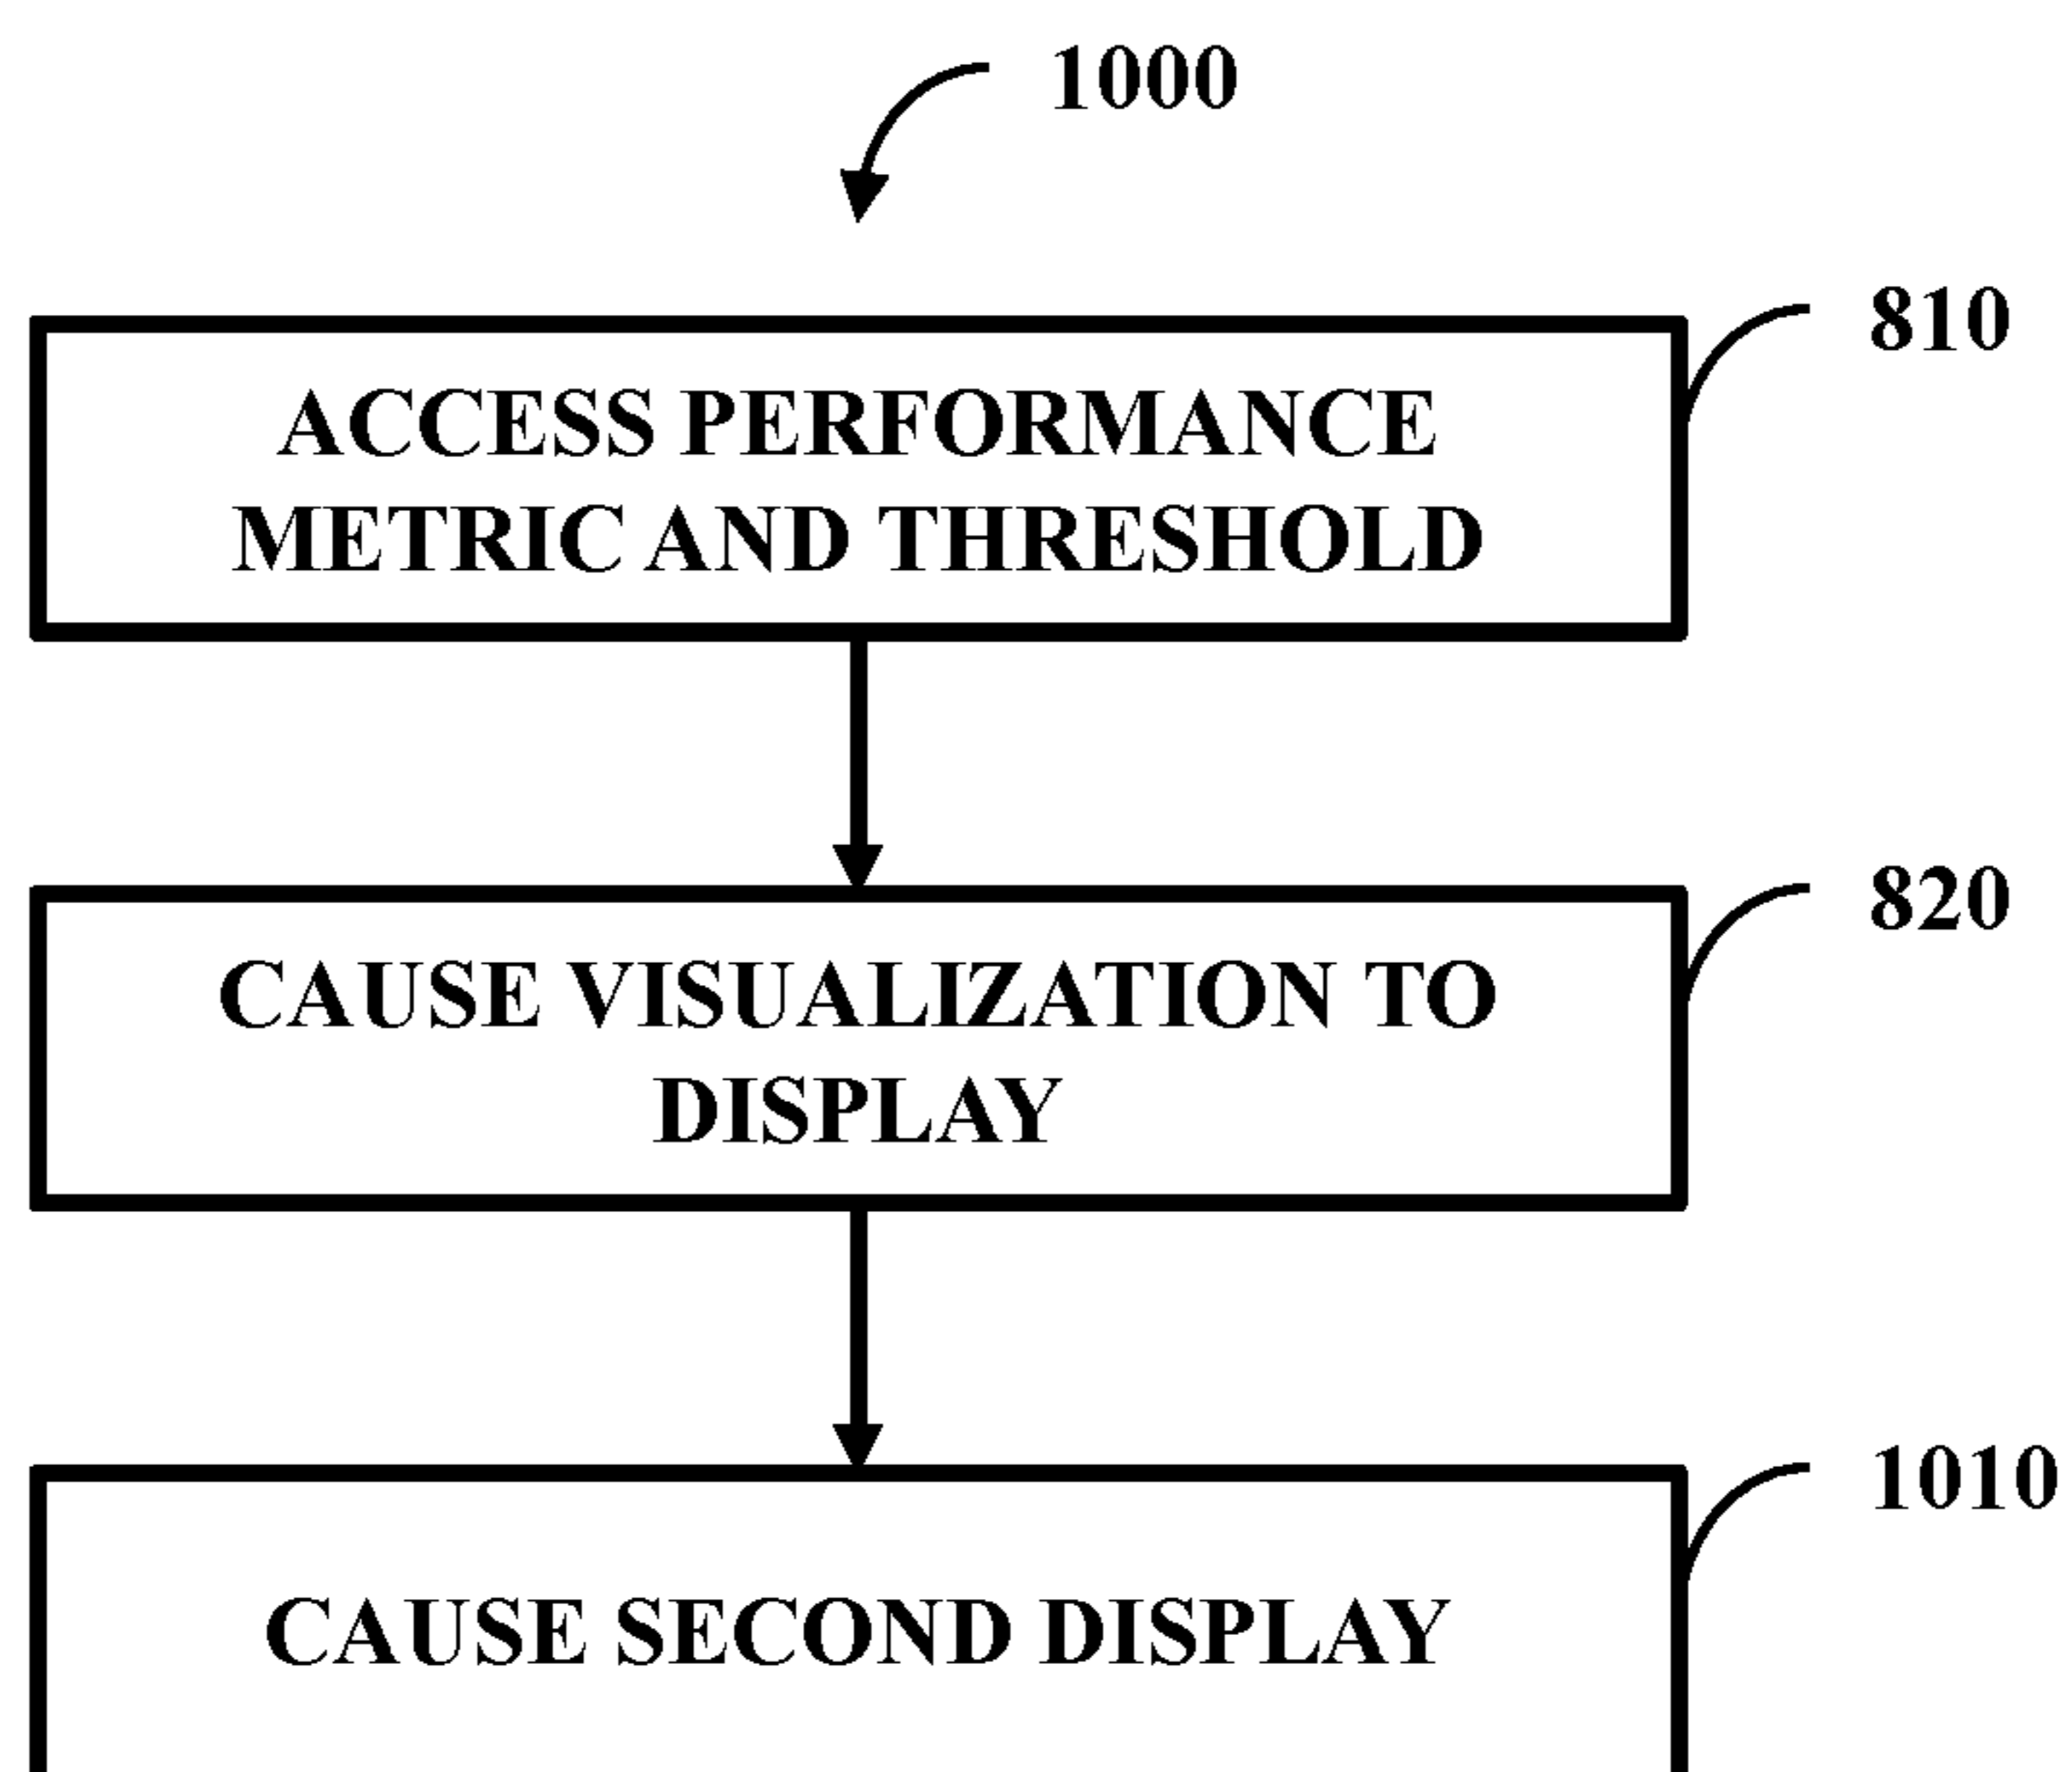 1000
810
ACCESS PERFORMANCE
METRIC AND THRESHOLD
820
CAUSE VISUALIZATION TO
DISPLAY
1010
CAUSE SECOND DISPLAY